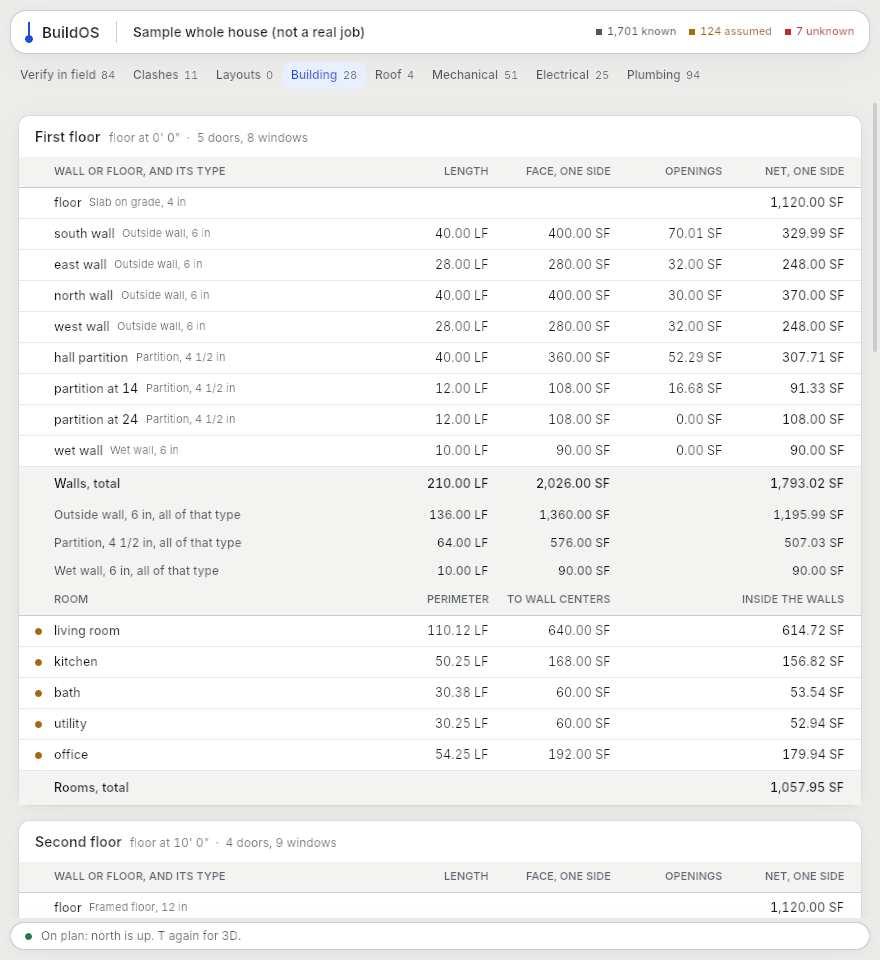 BuildOS Sample whole house (not a real job) 1,701 known 124 assumed 7 unknown
Verify in field 84 Clashes 11 Layouts 0 Building 28 Roof 4 Mechanical 51 Electrical 25 Plumbing 94
First floor floor at 0' 0" · 5 doors, 8 windows
WALL OR FLOOR, AND ITS TYPE LENGTH FACE, ONE SIDE OPENINGS NET, ONE SIDE
floor Slab on grade, 4 in 1,120.00 SF
south wall Outside wall, 6 in 40.00 LF 400.00 SF 70.01 SF 329.99 SF
east wall Outside wall, 6 in 28.00 LF 280.00 SF 32.00 SF 248.00 SF
north wall Outside wall, 6 in 40.00 LF 400.00 SF 30.00 SF 370.00 SF
west wall Outside wall, 6 in 28.00 LF 280.00 SF 32.00 SF 248.00 SF
hall partition Partition, 4 1/2 in 40.00 LF 360.00 SF 52.29 SF 307.71 SF
partition at 14 Partition, 4 1/2 in 12.00 LF 108.00 SF 16.68 SF 91.33 SF
partition at 24 Partition, 4 1/2 in 12.00 LF 108.00 SF 0.00 SF 108.00 SF
wet wall Wet wall, 6 in 10.00 LF 90.00 SF 0.00 SF 90.00 SF
Walls, total 210.00 LF 2,026.00 SF 1,793.02 SF
Outside wall, 6 in, all of that type 136.00 LF 1,360.00 SF 1,195.99 SF
Partition, 4 1/2 in, all of that type 64.00 LF 576.00 SF 507.03 SF
Wet wall, 6 in, all of that type 10.00 LF 90.00 SF 90.00 SF
ROOM PERIMETER TO WALL CENTERS INSIDE THE WALLS
living room 110.12 LF 640.00 SF 614.72 SF
kitchen 50.25 LF 168.00 SF 156.82 SF
bath 30.38 LF 60.00 SF 53.54 SF
utility 30.25 LF 60.00 SF 52.94 SF
office 54.25 LF 192.00 SF 179.94 SF
Rooms, total 1,057.95 SF
Second floor floor at 10' 0" · 4 doors, 9 windows
WALL OR FLOOR, AND ITS TYPE LENGTH FACE, ONE SIDE OPENINGS NET, ONE SIDE
floor Framed floor, 12 in 1,120.00 SF
On plan: north is up. T again for 3D.